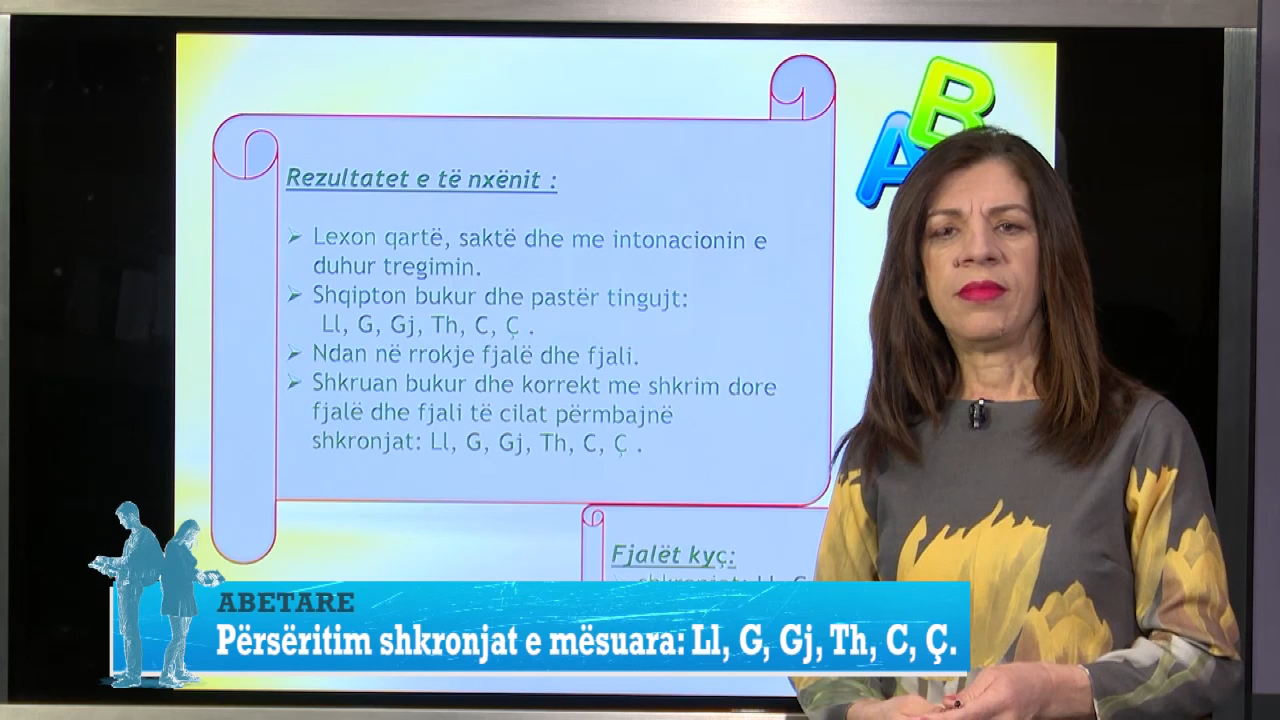 B
A
Rezultatet e të nxënit :
Lexon qartë, saktë dhe me intonacionin e
duhur tregimin.
Shqipton bukur dhe pastër tingujt:
Ll, G, Gj, Th, C, Ç .
Ndan në rrokje fjalë dhe fjali.
Shkruan bukur dhe korrekt me shkrim dore
fjalë dhe fjali të cilat përmbajnë
shkronjat: Ll, G, Gj, Th, C, Ç .
Fjalët kyç:
shkronjat: Ll, G
ABETARE
Përsëritim shkronjat e mësuara: Ll, G, Gj, Th, C, Ç.